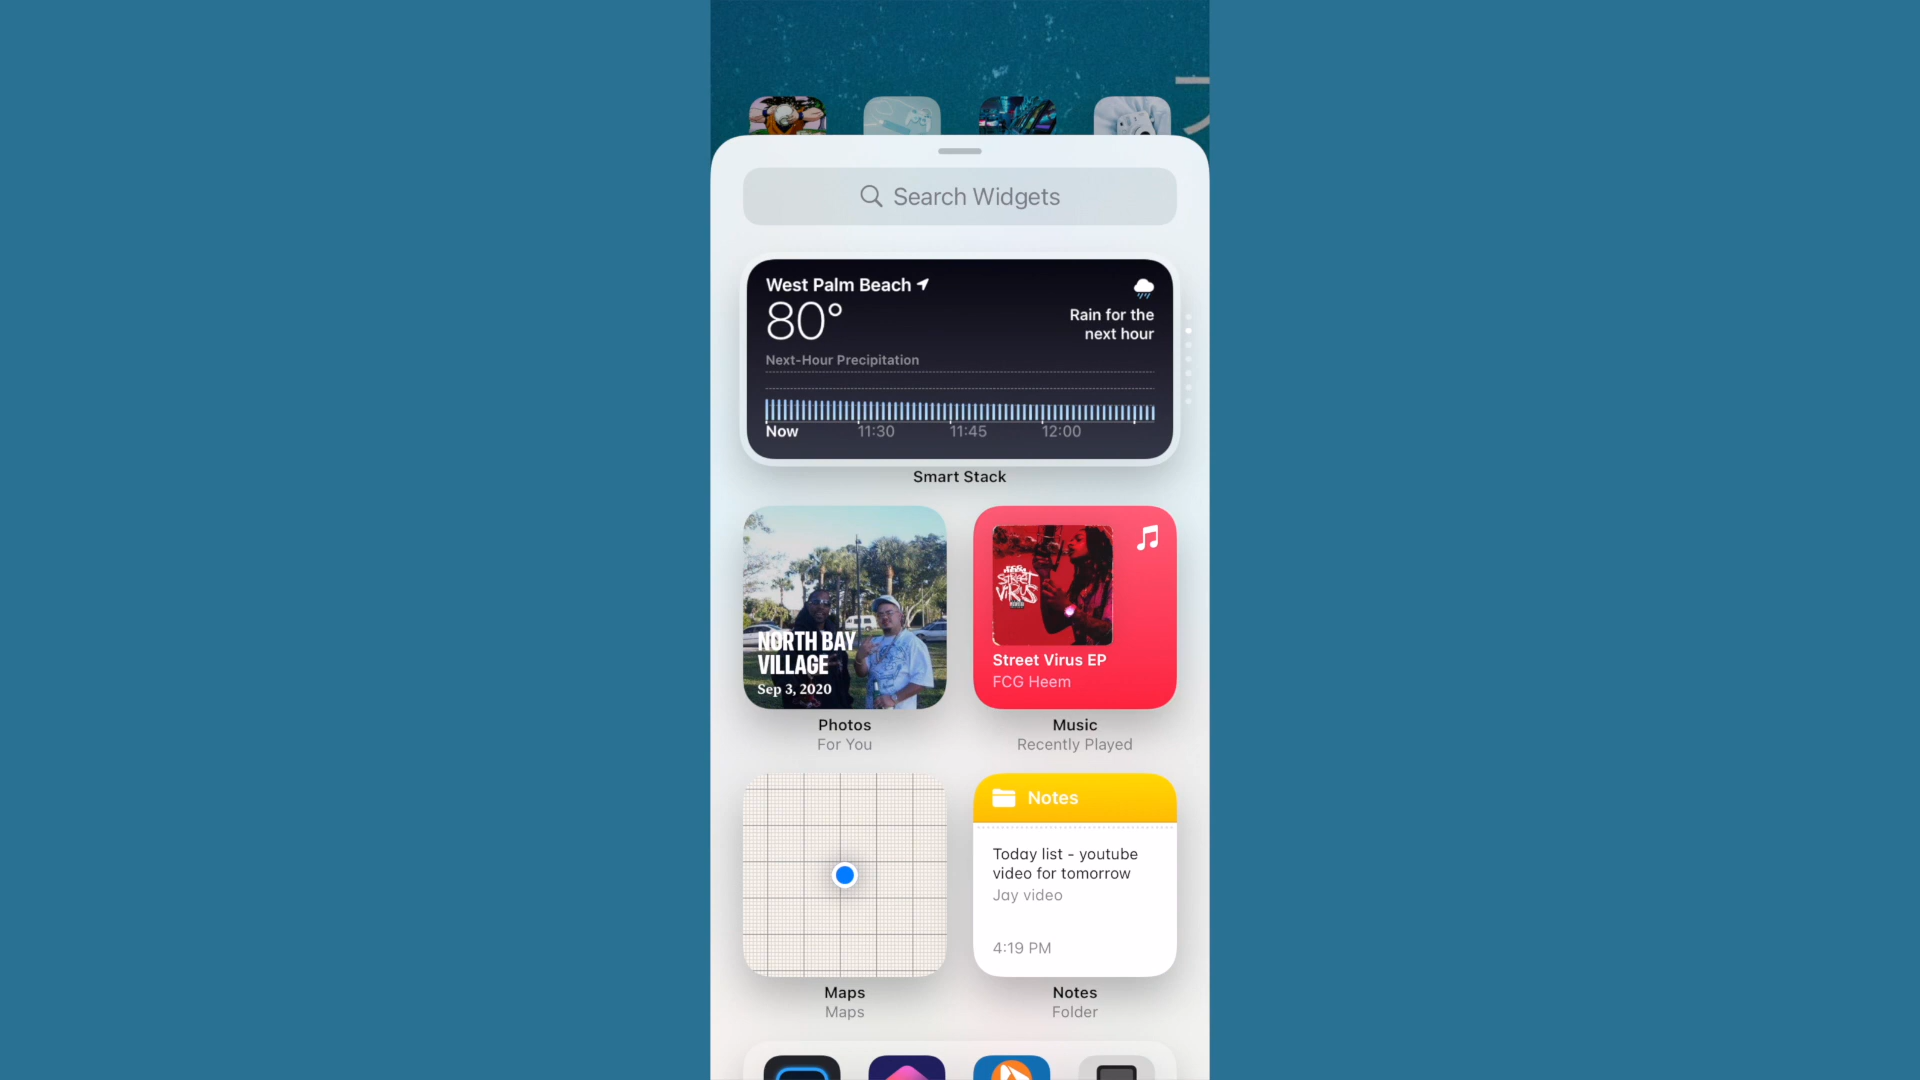 Search Widgets
West Palm Beach
80°
Rain for the
next hour
Next-Hour Precipitation
Now 11:30 11:45 12:00
Smart Stack
NORTH BAY
VILLAGE
Sep 3, 2020
Photos
For You
STREET
VIRUS
Street Virus EP
FCG Heem
Music
Recently Played
Maps
Maps
Notes
Today list - youtube
video for tomorrow
Jay video
4:19 PM
Notes
Folder